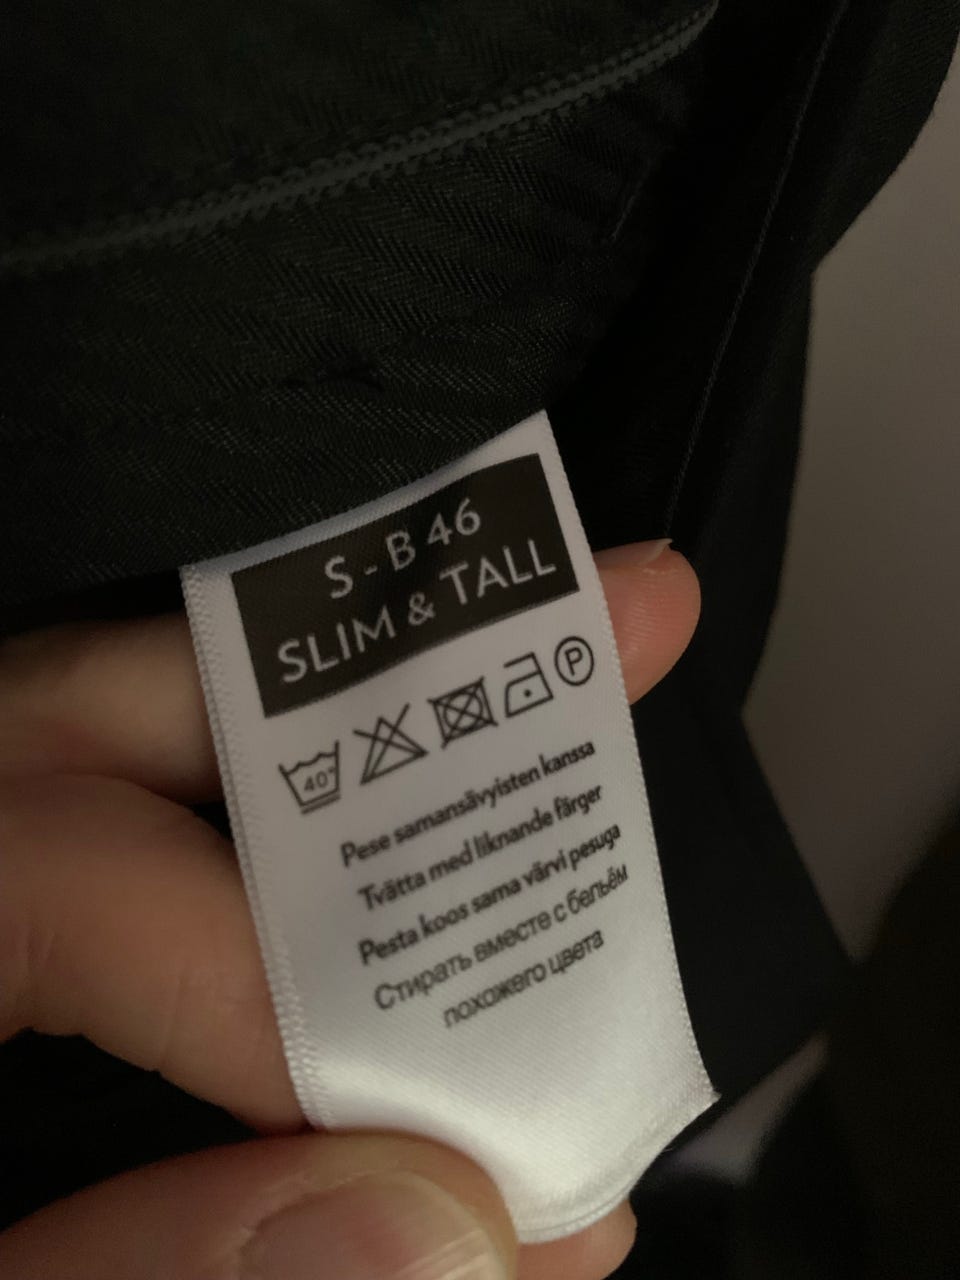 S - B 46
SLIM & TALL
40° P
Pese samansävyisten kanssa
Tvätta med liknande färger
Pesta koos sama värvi pesuga
Стирать вместе с бельём
похожего цвета